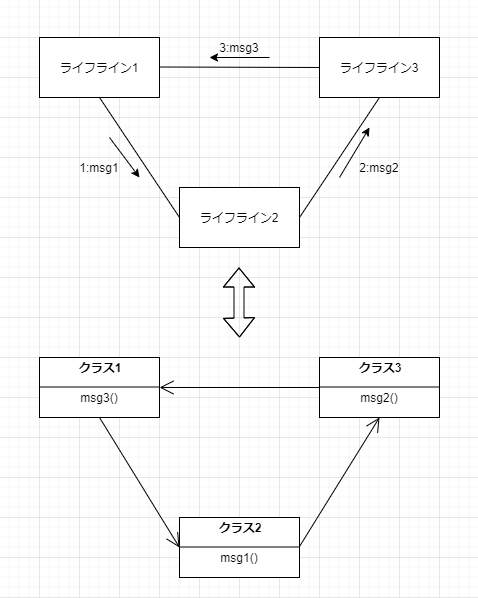 3:msg3
ライフライン1
ライフライン3
1:msg1
2:msg2
ライフライン2
クラス1
msg3()
クラス3
msg2()
クラス2
msg1()